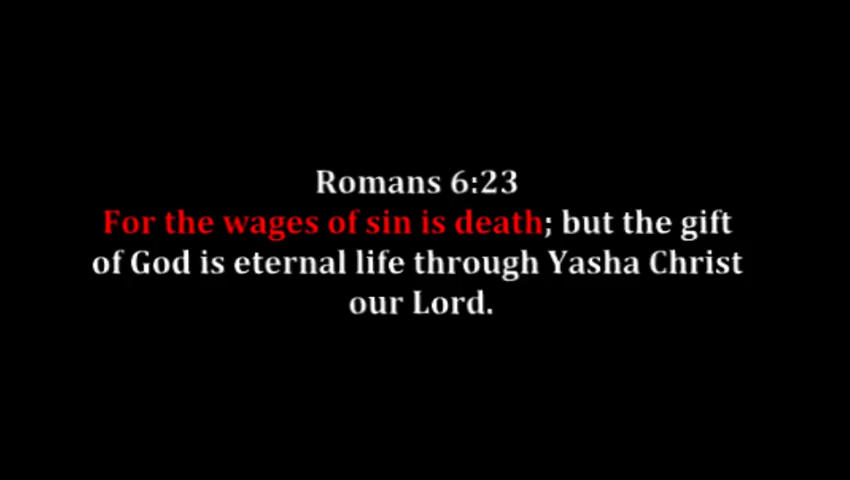 Romans 6:23
For the wages of sin is death; but the gift
of God is eternal life through Yasha Christ
our Lord.